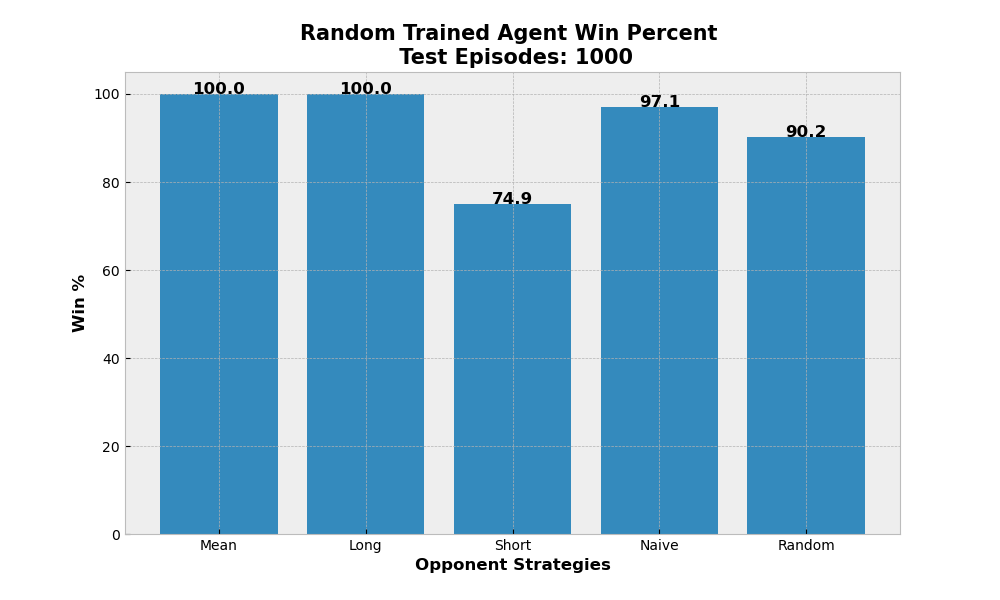 Random Trained Agent Win Percent
Test Episodes: 1000
100.0 100.0 74.9 97.1 90.2
Win %
100
80
60
40
20
0
Mean Long Short Naive Random
Opponent Strategies